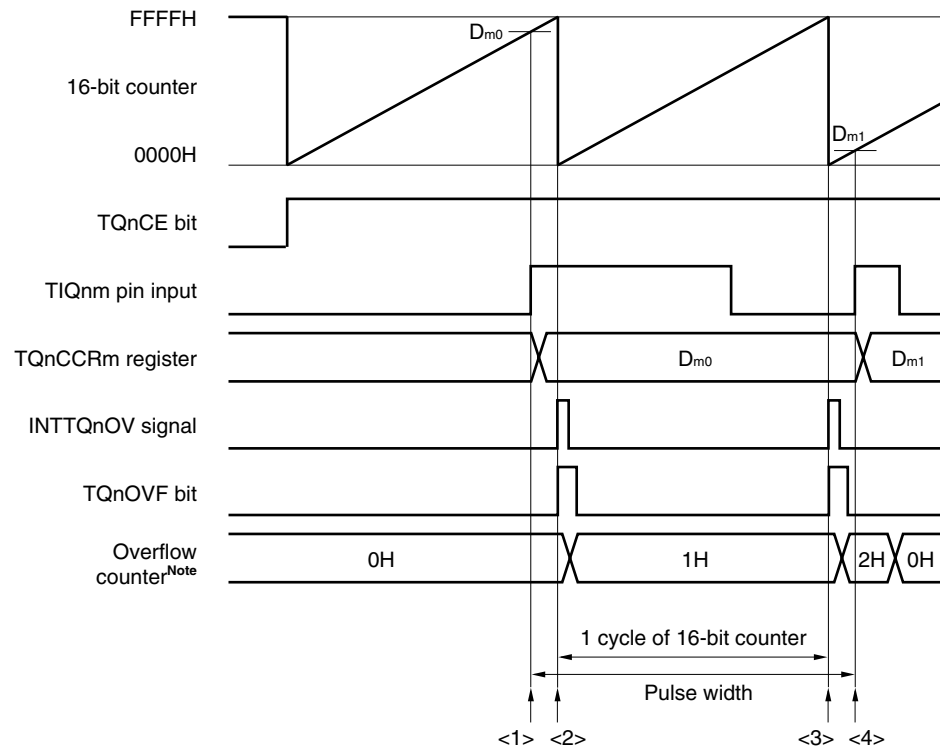 FFFFH
Dm0
16-bit counter
0000H
Dm1
TQnCE bit
TIQnm pin input
TQnCCRm register
Dm0
Dm1
INTTQnOV signal
TQnOVF bit
Overflow
counterNote
0H
1H
2H
0H
1 cycle of 16-bit counter
Pulse width
<1> <2> <3> <4>